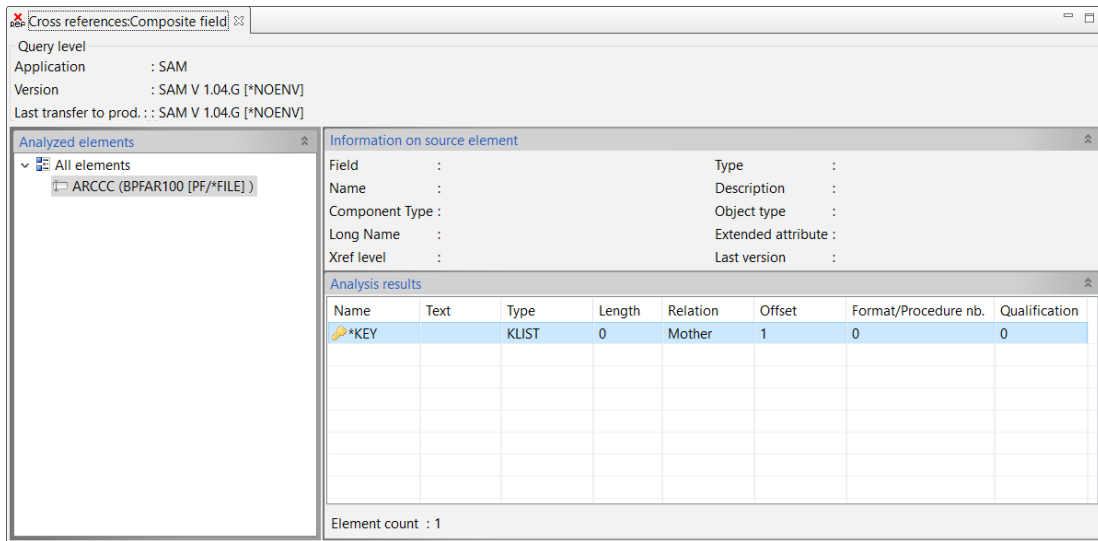 Cross references:Composite field
Query level
Application : SAM
Version : SAM V 1.04.G [*NOENV]
Last transfer to prod. : : SAM V 1.04.G [*NOENV]
Analyzed elements
All elements
ARCCC (BPFAR100 [PF/*FILE] )
Information on source element
Field : Type :
Name : Description :
Component Type : Object type :
Long Name : Extended attribute :
Xref level : Last version :
Analysis results
Name Text Type Length Relation Offset Format/Procedure nb. Qualification
*KEY KLIST 0 Mother 1 0 0
Element count : 1